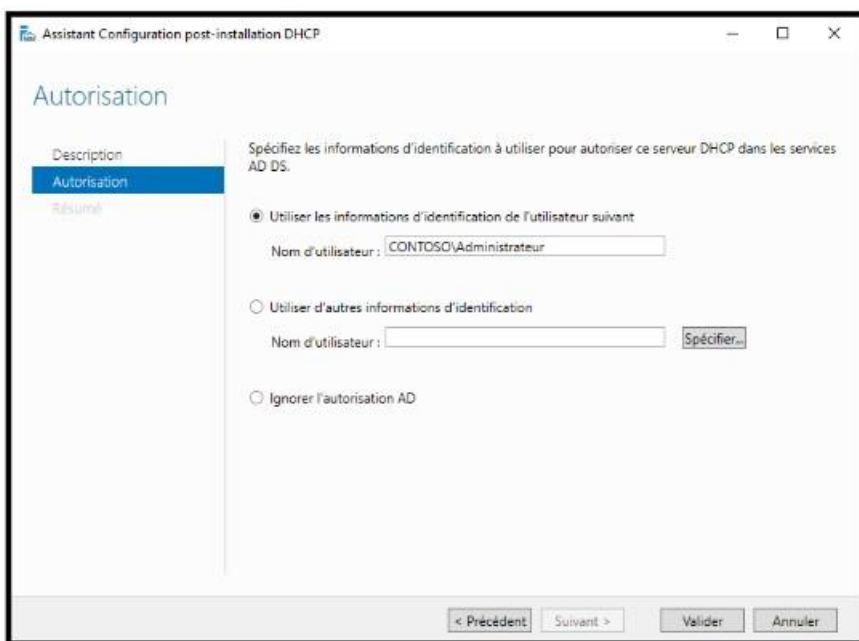 Assistant Configuration post-installation DHCP
Autorisation
Description
Autorisation
Résumé
Spécifiez les informations d'identification à utiliser pour autoriser ce serveur DHCP dans les services
AD DS.
Utiliser les informations d'identification de l'utilisateur suivant
Nom d'utilisateur : CONTOSO\Administrateur
Utiliser d'autres informations d'identification
Nom d'utilisateur : Spécifier...
Ignorer l'autorisation AD
< Précédent Suivant > Valider Annuler